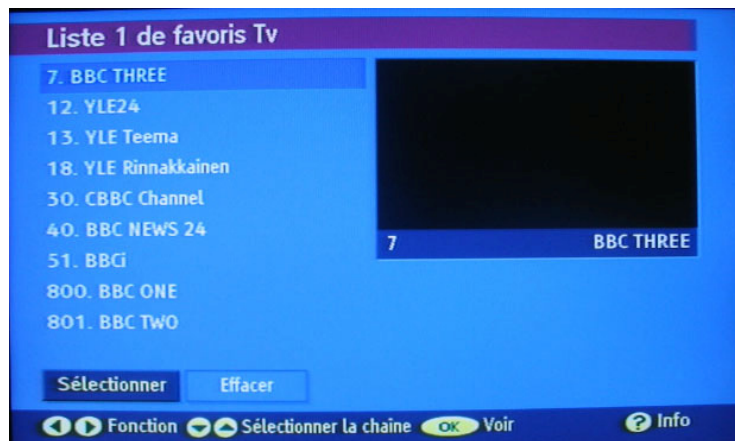 Liste 1 de favoris Tv
7. BBC THREE
12. YLE24
13. YLE Teema
18. YLE Rinnakkainen
30. CBBC Channel
40. BBC NEWS 24
51. BBCi
800. BBC ONE
801. BBC TWO
7 BBC THREE
Sélectionner Effacer
Fonction Sélectionner la chaine OK Voir ? Info